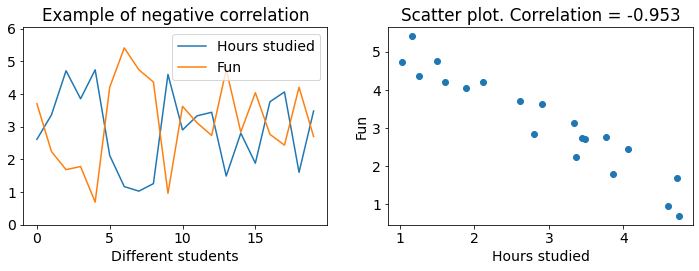 Example of negative correlation
6
5
4
3
2
1
0
Hours studied
Fun
0
5
10
15
Different students
Scatter plot. Correlation = -0.953
Fun
5
4
3
2
1
1
2
3
4
Hours studied